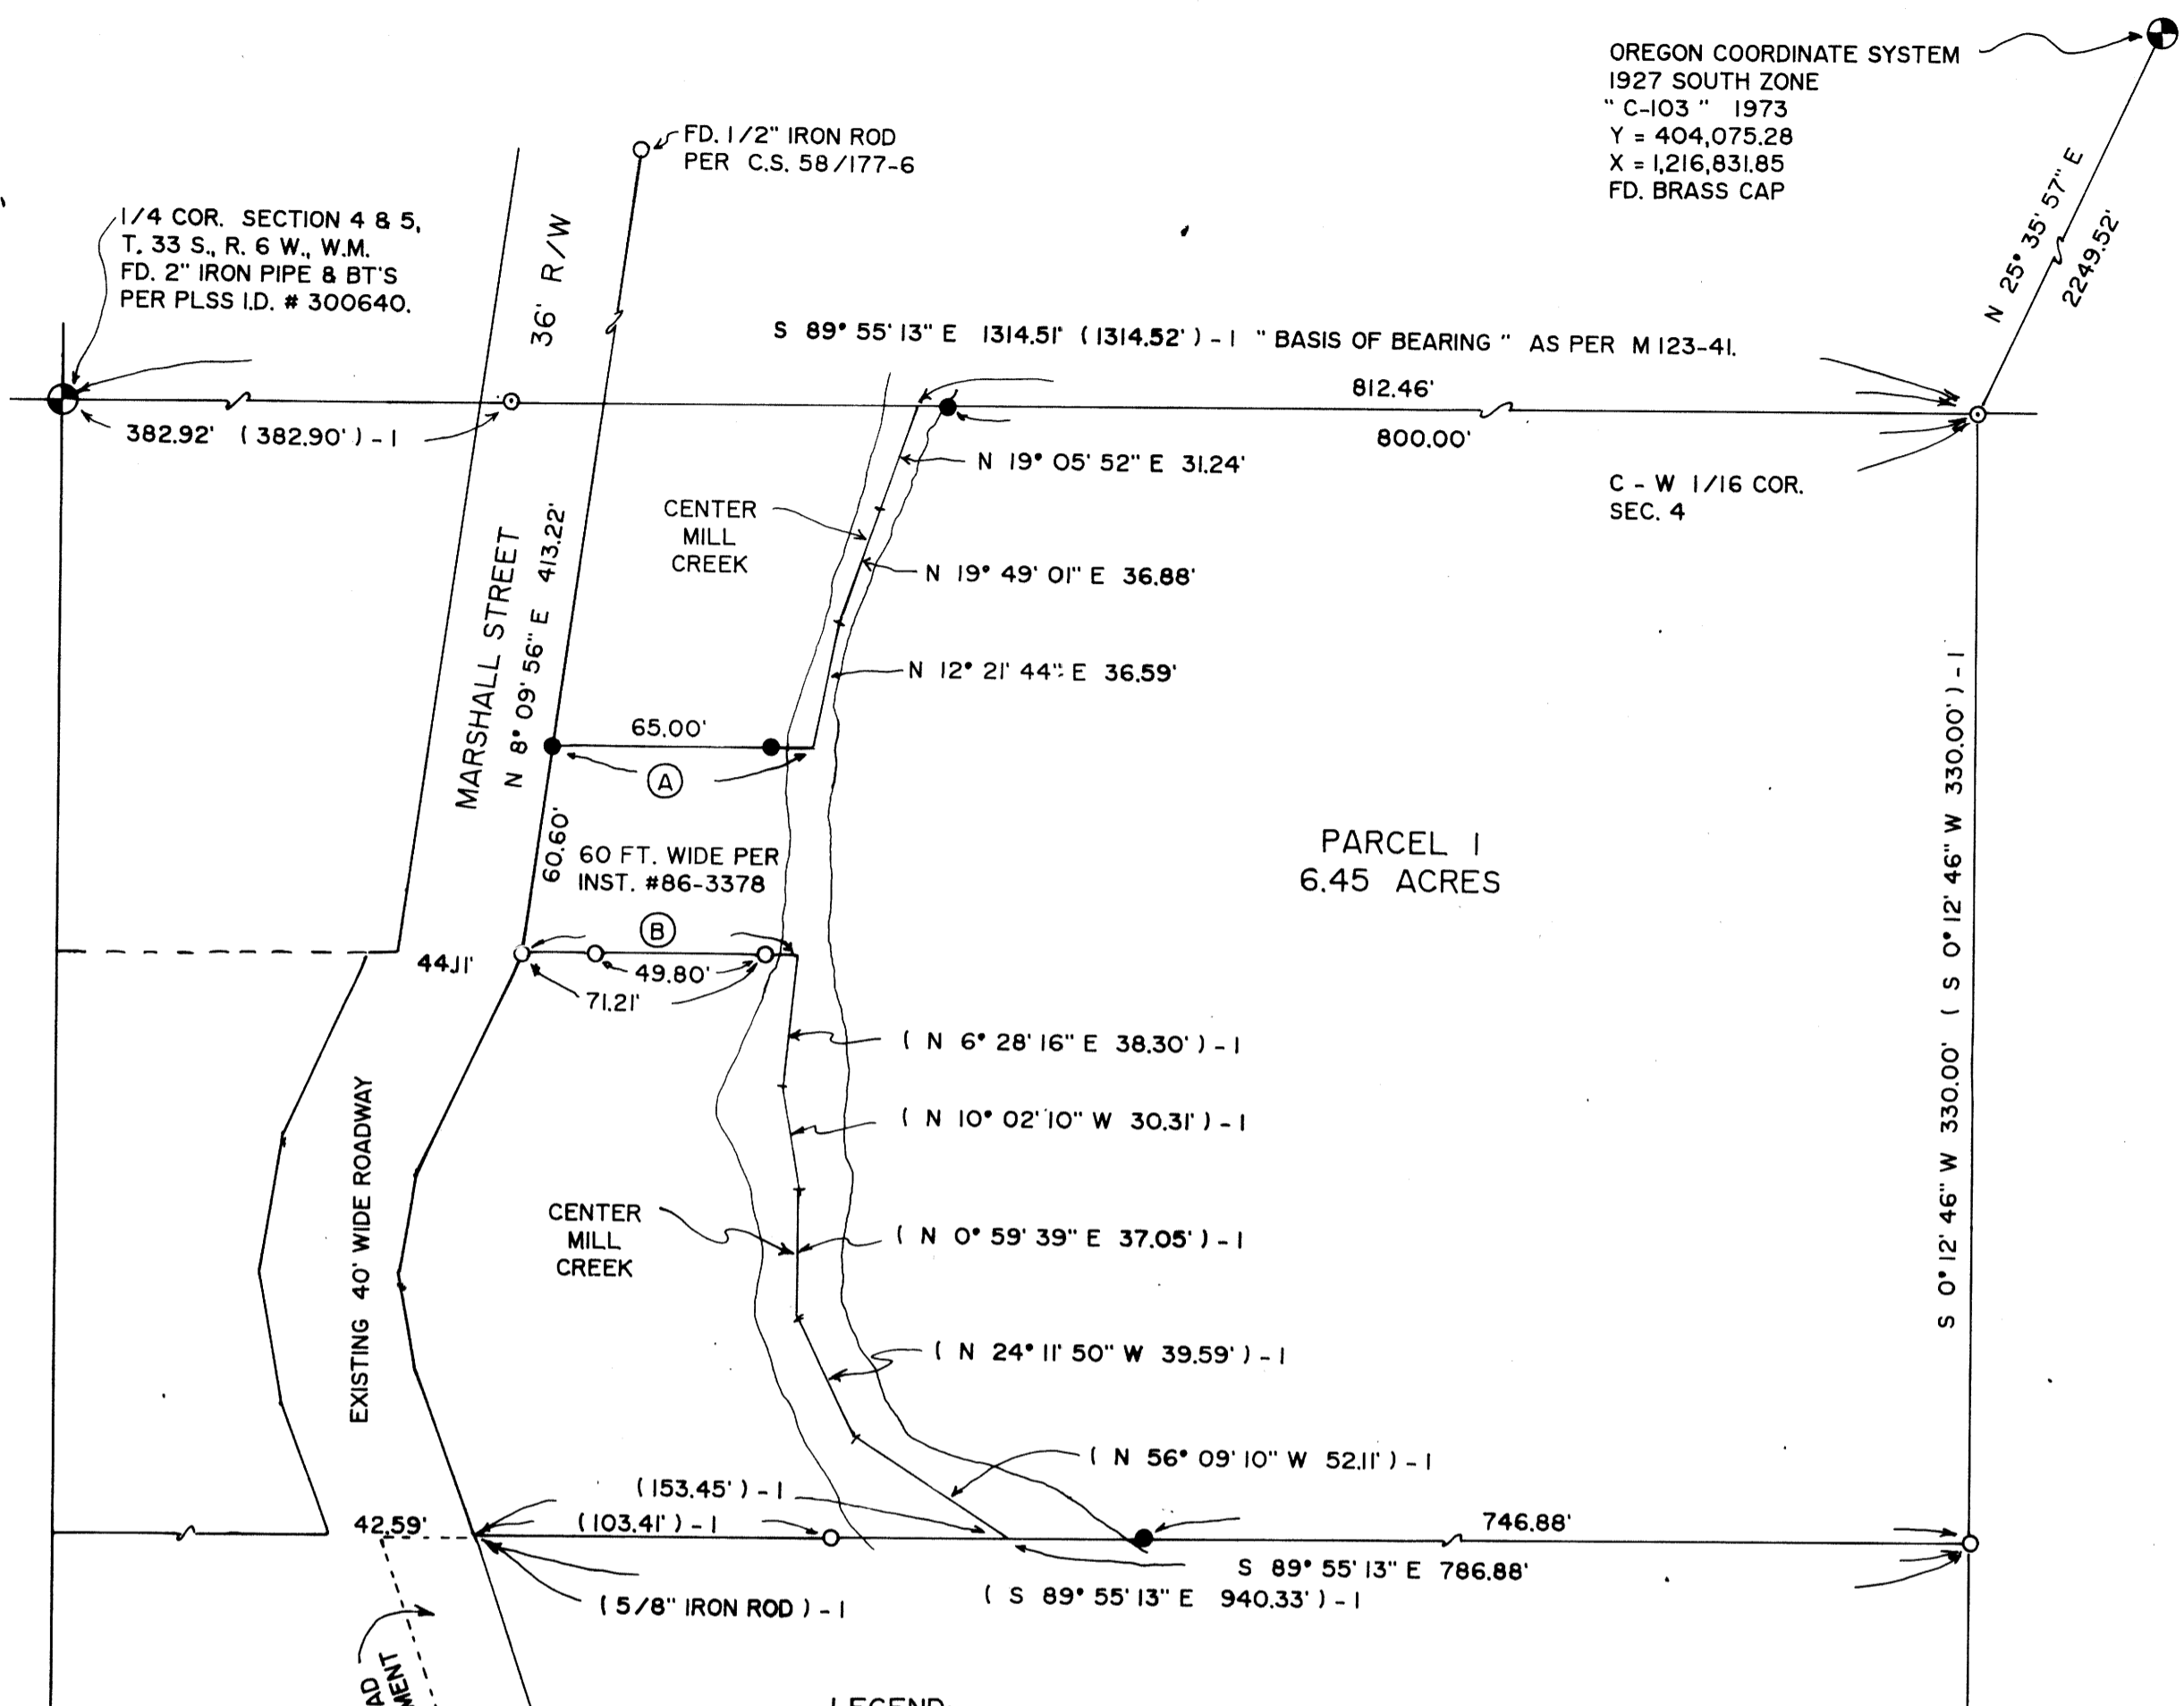 OREGON COORDINATE SYSTEM
1927 SOUTH ZONE
" C-103 " 1973
Y = 404,075.28
X = 1,216,831.85
FD. BRASS CAP
N 25° 35' 57" E
2249.52'
FD. 1/2" IRON ROD
PER C.S. 58/177-6
1/4 COR. SECTION 4 & 5,
T. 33 S., R. 6 W., W.M.
FD. 2" IRON PIPE & BT'S
PER PLSS I.D. # 300640.
36' R/W
S 89° 55' 13" E 1314.51' ( 1314.52' ) - 1 " BASIS OF BEARING " AS PER M 123-41.
812.46'
382.92' ( 382.90' ) - 1
800.00'
N 19° 05' 52" E 31.24'
C - W 1/16 COR.
SEC. 4
CENTER
MILL
CREEK
N 19° 49' 01" E 36.88'
MARSHALL STREET
N 8° 09' 56" E 413.22'
N 12° 21' 44" E 36.59'
65.00'
A
60.60'
60 FT. WIDE PER
INST. #86-3378
PARCEL 1
6.45 ACRES
S 0° 12' 46" W 330.00' ( S 0° 12' 46" W 330.00' ) - 1
B
44.11'
49.80'
71.21'
( N 6° 28' 16" E 38.30' ) - 1
( N 10° 02' 10" W 30.31' ) - 1
EXISTING 40' WIDE ROADWAY
CENTER
MILL
CREEK
( N 0° 59' 39" E 37.05' ) - 1
( N 24° 11' 50" W 39.59' ) - 1
( N 56° 09' 10" W 52.11' ) - 1
( 153.45' ) - 1
42.59'
( 103.41' ) - 1
746.88'
S 89° 55' 13" E 786.88'
( S 89° 55' 13" E 940.33' ) - 1
( 5/8" IRON ROD ) - 1
LEGEND